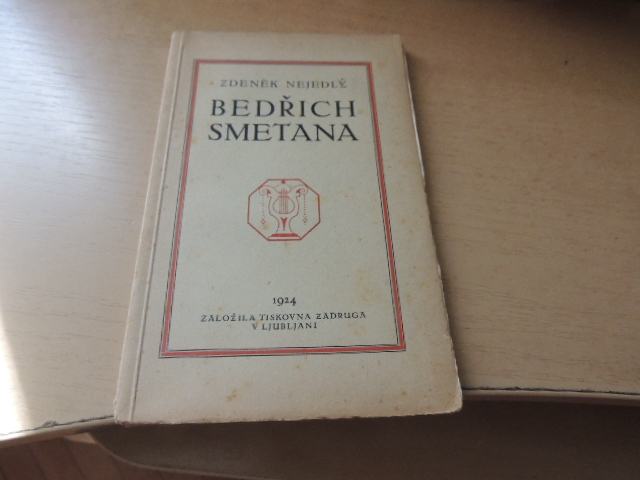 ZDENĚK NEJEDLÝ
BEDŘICH
SMETANA
1924
ZALOŽILA TISKOVNA ZADRUGA
V LJUBLJANI